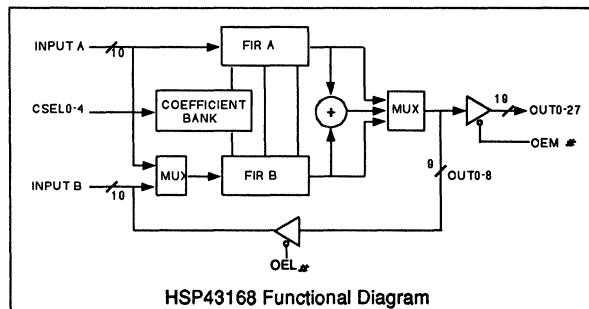 INPUT A
10
FIR A
19
CSEL0-4
COEFFICIENT
BANK
+
MUX
OUT0-27
OEM #
9
OUT0-8
INPUT B
10
MUX
FIR B
OEL #
HSP43168 Functional Diagram